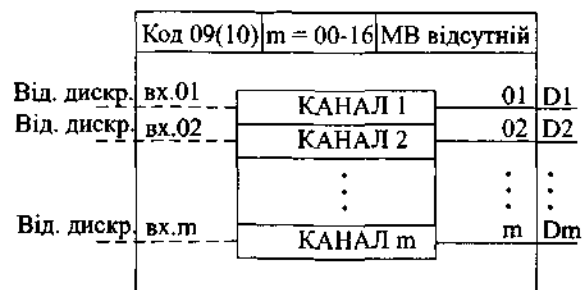 Код 09(10) m = 00-16 МВ відсутній
Від. дискр. вх.01 КАНАЛ 1 01 D1
Від. дискр. вх.02 КАНАЛ 2 02 D2
Від. дискр. вх.m КАНАЛ m m Dm